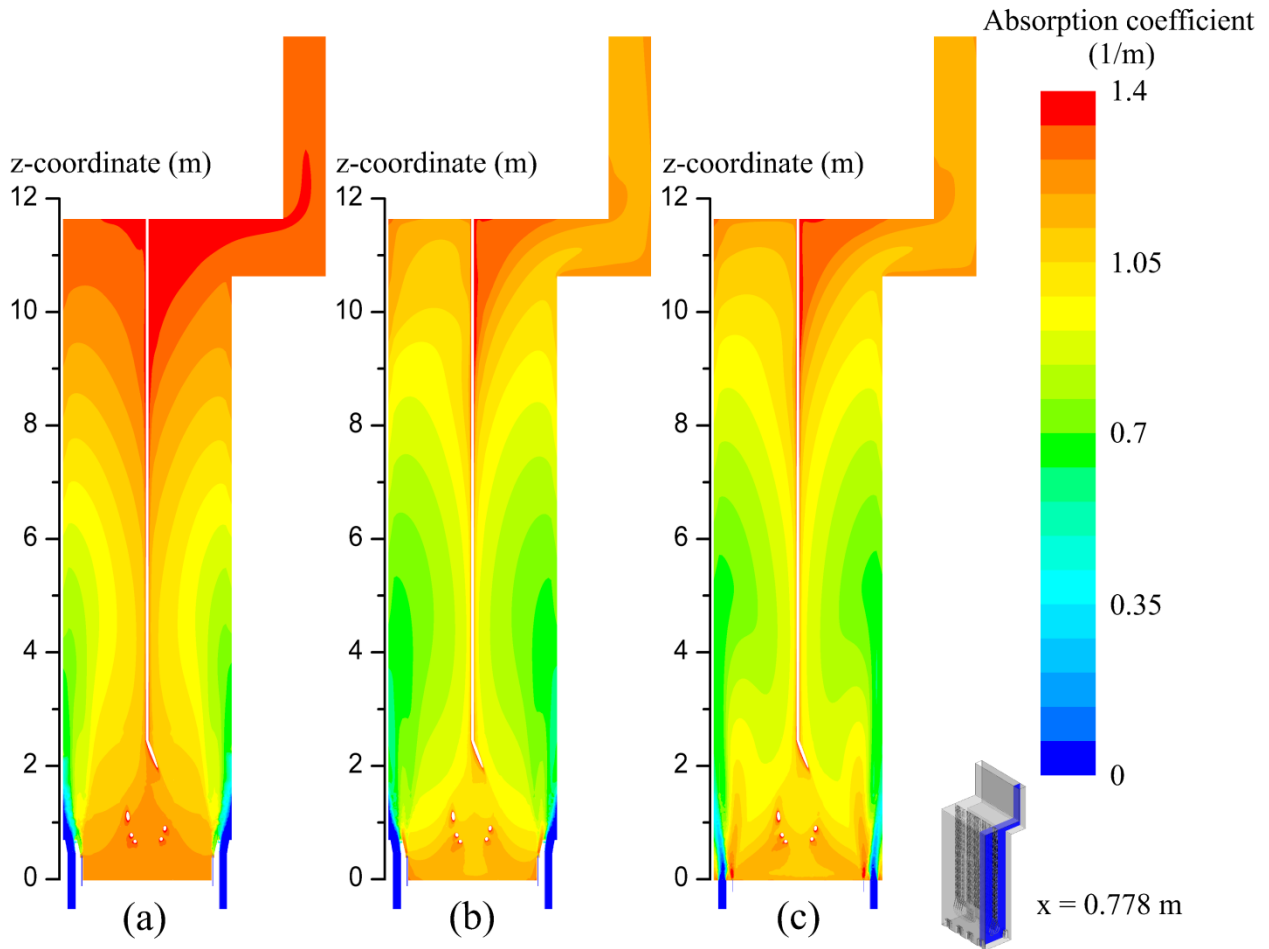 Absorption coefficient
(1/m)
1.4
1.05
0.7
0.35
0
z-coordinate (m)
12
10
8
6
4
2
0
(a)
z-coordinate (m)
12
10
8
6
4
2
0
(b)
z-coordinate (m)
12
10
8
6
4
2
0
(c)
x = 0.778 m